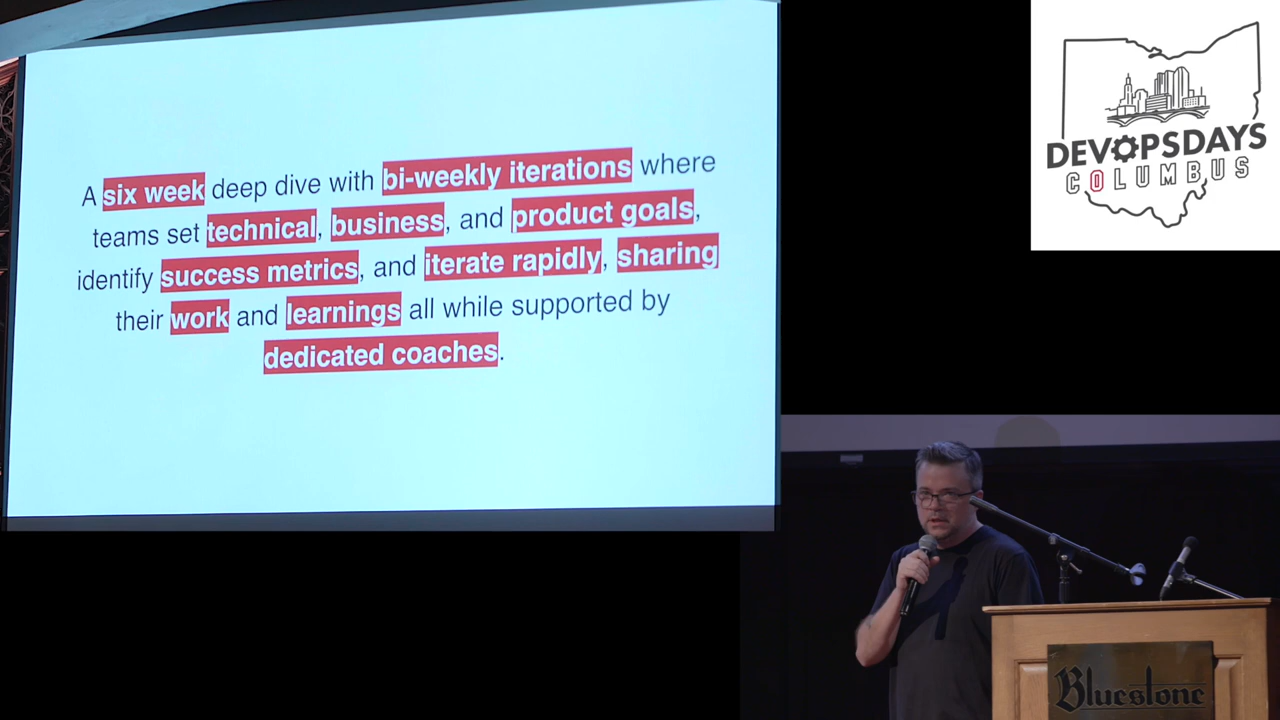 A six week deep dive with bi-weekly iterations where
teams set technical, business, and product goals,
identify success metrics, and iterate rapidly, sharing
their work and learnings all while supported by
dedicated coaches.
DEVOPSDAYS
COLUMBUS
Bluestone